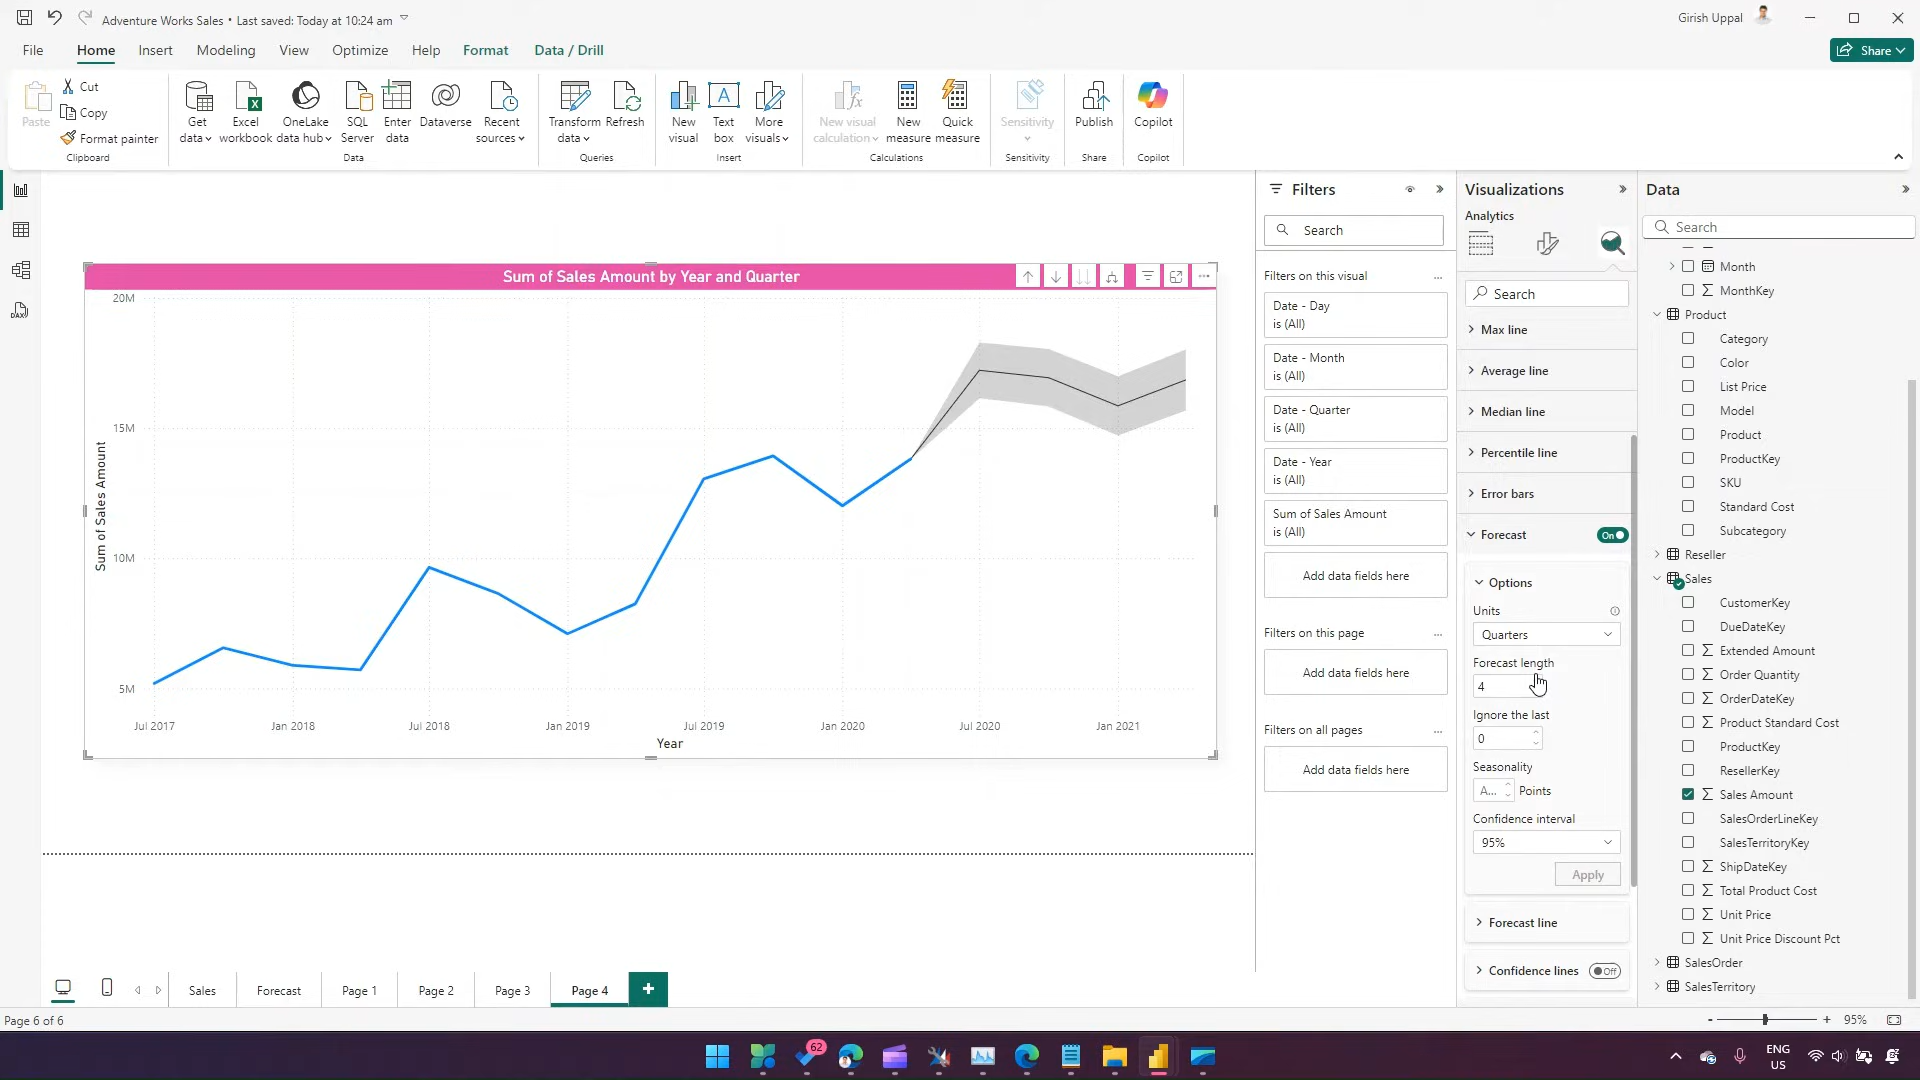 Adventure Works Sales • Last saved: Today at 10:24 am
Girish Uppal
File
Home
Insert
Modeling
View
Optimize
Help
Format
Data / Drill
Share
Paste
Cut
Copy
Format painter
Clipboard
Get data
Excel workbook
OneLake data hub
SQL Server
Enter data
Dataverse
Recent sources
Data
Transform data
Refresh
Queries
New visual
Text box
More visuals
Insert
New visual calculation
New measure
Quick measure
Calculations
Sensitivity
Sensitivity
Publish
Share
Copilot
Copilot
Sum of Sales Amount by Year and Quarter
20M
15M
10M
5M
Sum of Sales Amount
Jul 2017
Jan 2018
Jul 2018
Jan 2019
Jul 2019
Jan 2020
Jul 2020
Jan 2021
Year
Filters
Search
Filters on this visual
Date - Day
is (All)
Date - Month
is (All)
Date - Quarter
is (All)
Date - Year
is (All)
Sum of Sales Amount
is (All)
Add data fields here
Filters on this page
Add data fields here
Filters on all pages
Add data fields here
Visualizations
Analytics
Search
Max line
Average line
Median line
Percentile line
Error bars
Forecast
On
Options
Units
Quarters
Forecast length
4
Ignore the last
0
Seasonality
A... Points
Confidence interval
95%
Apply
Forecast line
Confidence lines
Off
Data
Search
Month
MonthKey
Product
Category
Color
List Price
Model
Product
ProductKey
SKU
Standard Cost
Subcategory
Reseller
Sales
CustomerKey
DueDateKey
Extended Amount
Order Quantity
OrderDateKey
Product Standard Cost
ProductKey
ResellerKey
Sales Amount
SalesOrderLineKey
SalesTerritoryKey
ShipDateKey
Total Product Cost
Unit Price
Unit Price Discount Pct
SalesOrder
SalesTerritory
Sales
Forecast
Page 1
Page 2
Page 3
Page 4
+
Page 6 of 6
- + 95%
62
ENG
US